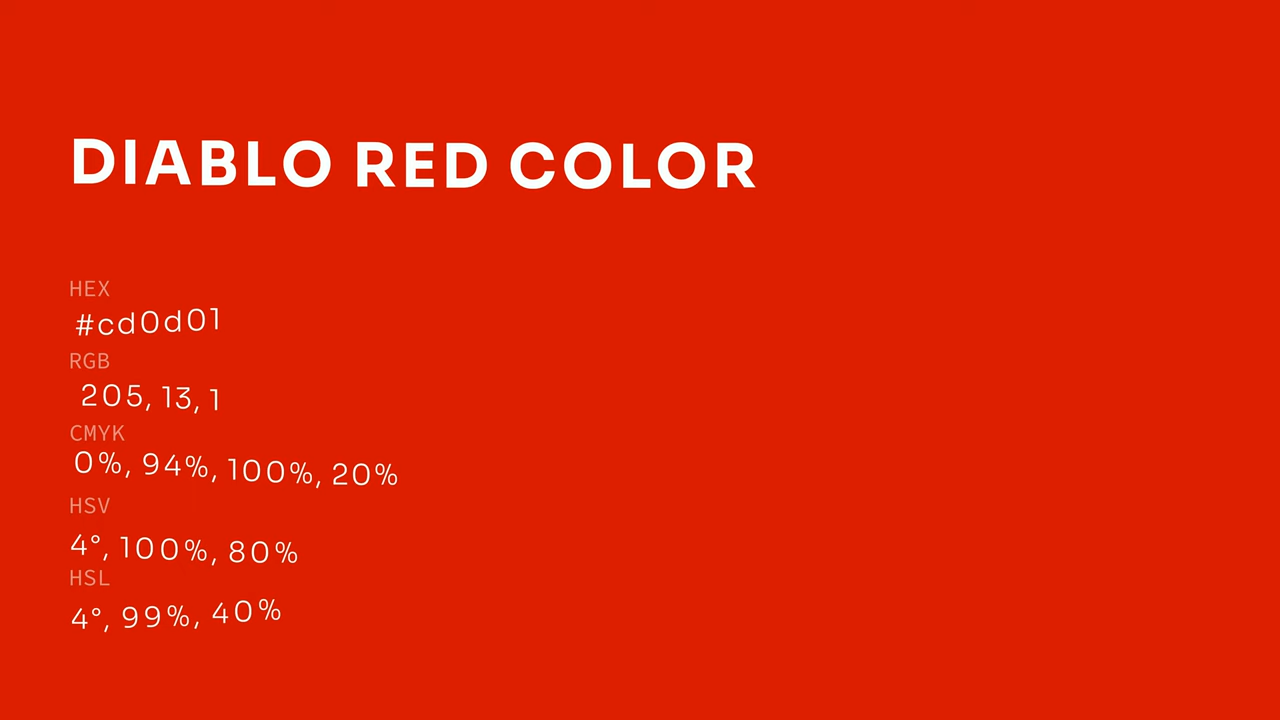 DIABLO RED COLOR
HEX
#cd0d01
RGB
205, 13, 1
CMYK
0%, 94%, 100%, 20%
HSV
4°, 100%, 80%
HSL
4°, 99%, 40%